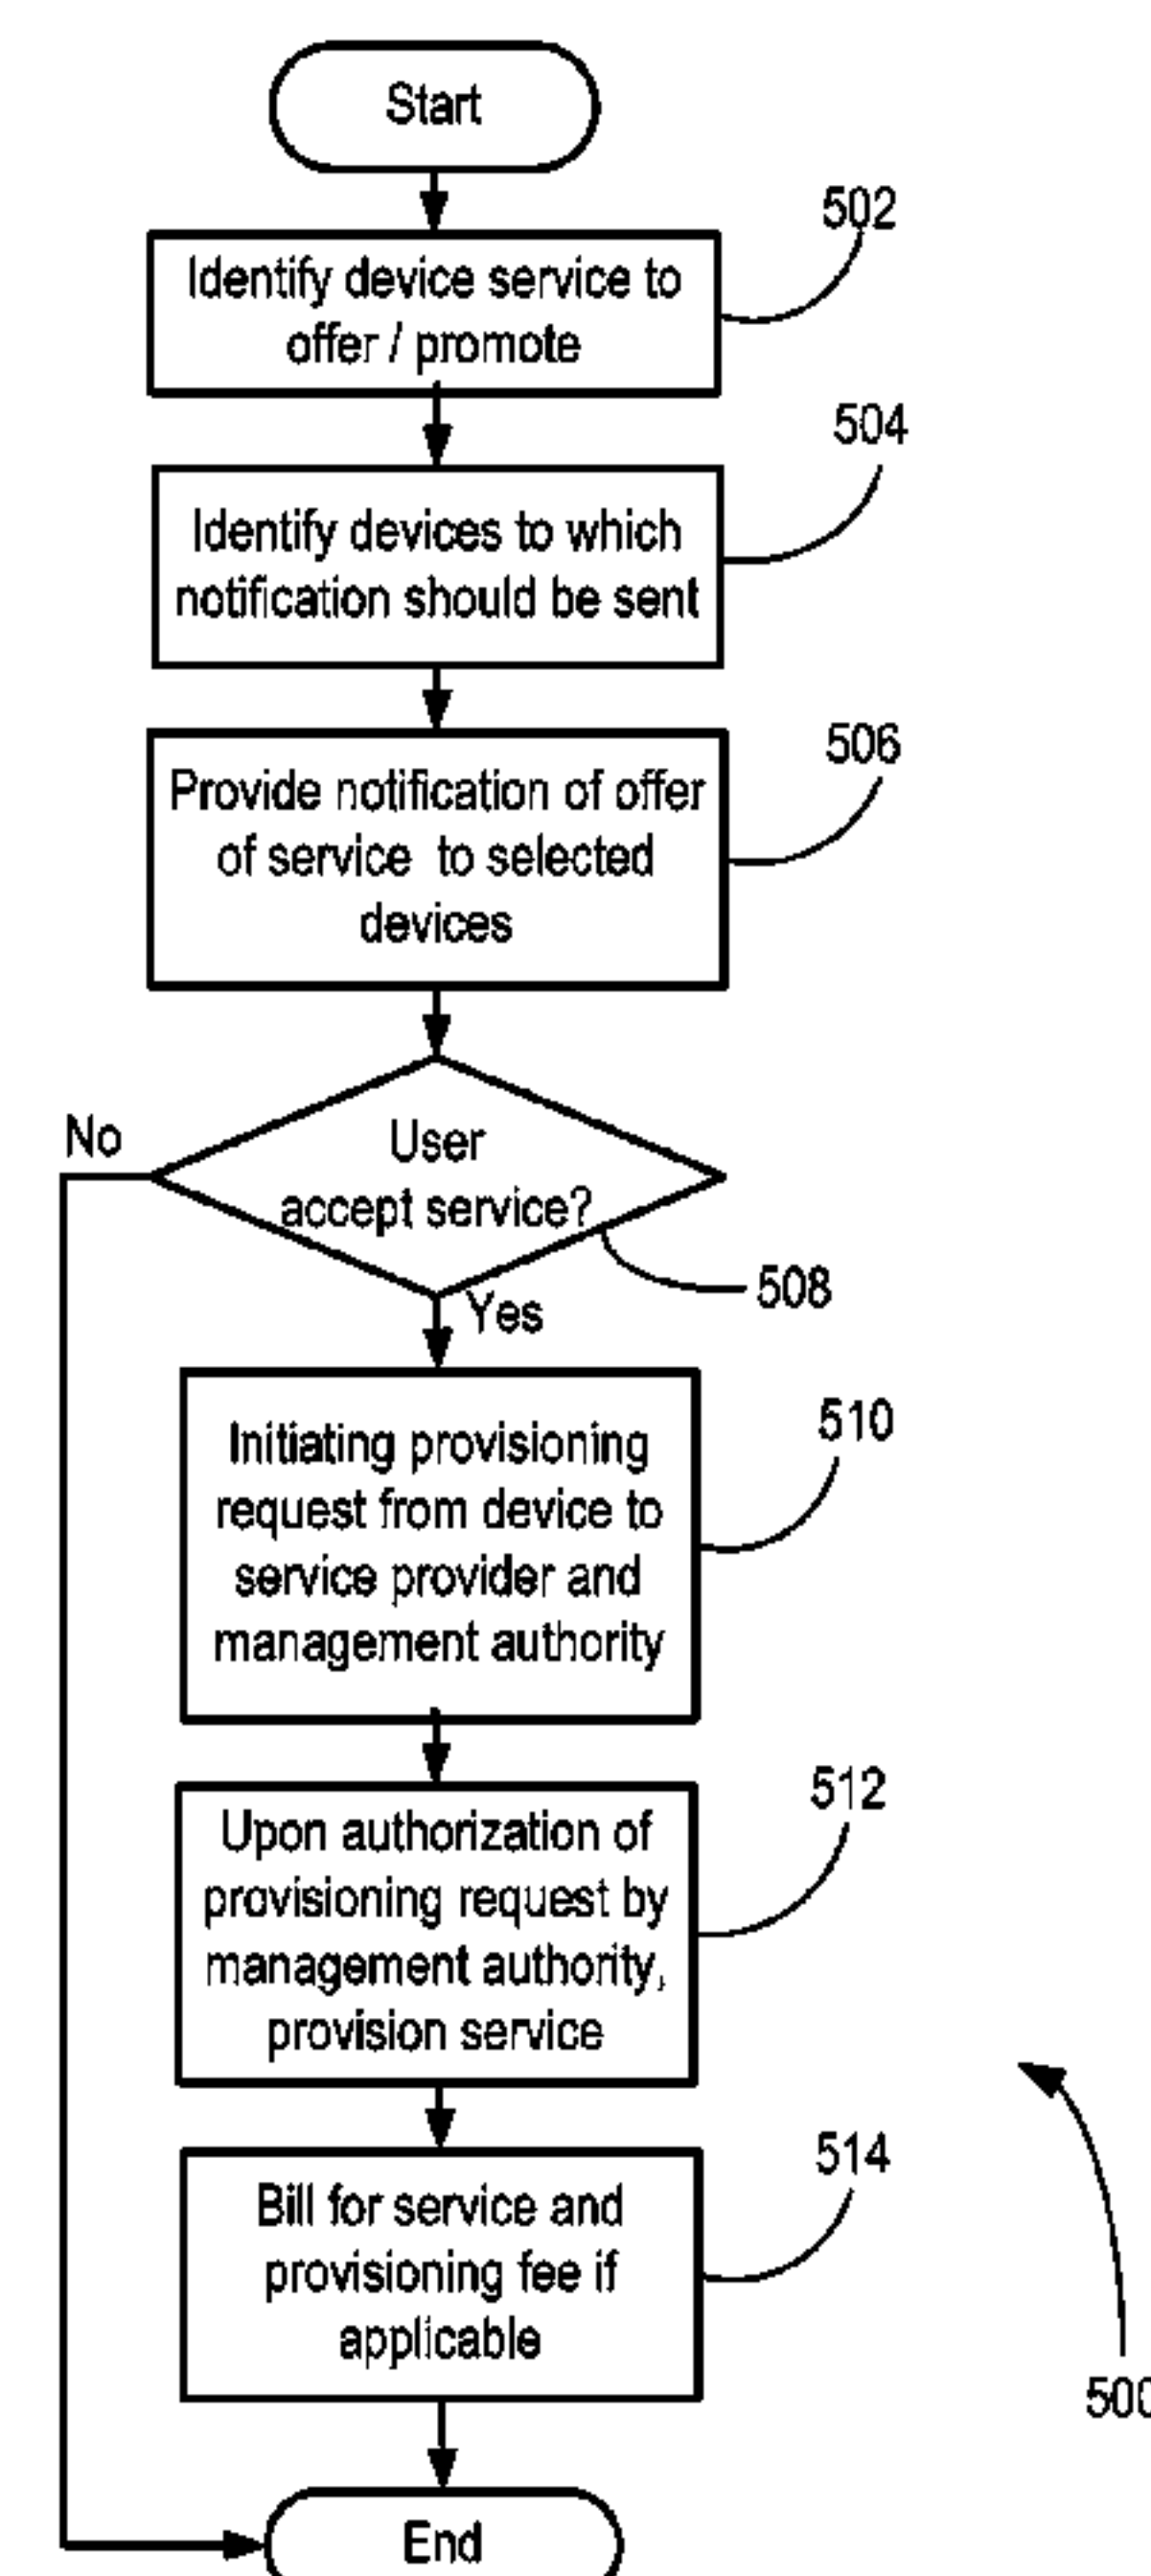 Start
502
Identify device service to
offer / promote
504
Identify devices to which
notification should be sent
506
Provide notification of offer
of service to selected
devices
No
User
accept service?
508
Yes
510
Initiating provisioning
request from device to
service provider and
management authority
512
Upon authorization of
provisioning request by
management authority,
provision service
514
Bill for service and
provisioning fee if
applicable
500
End